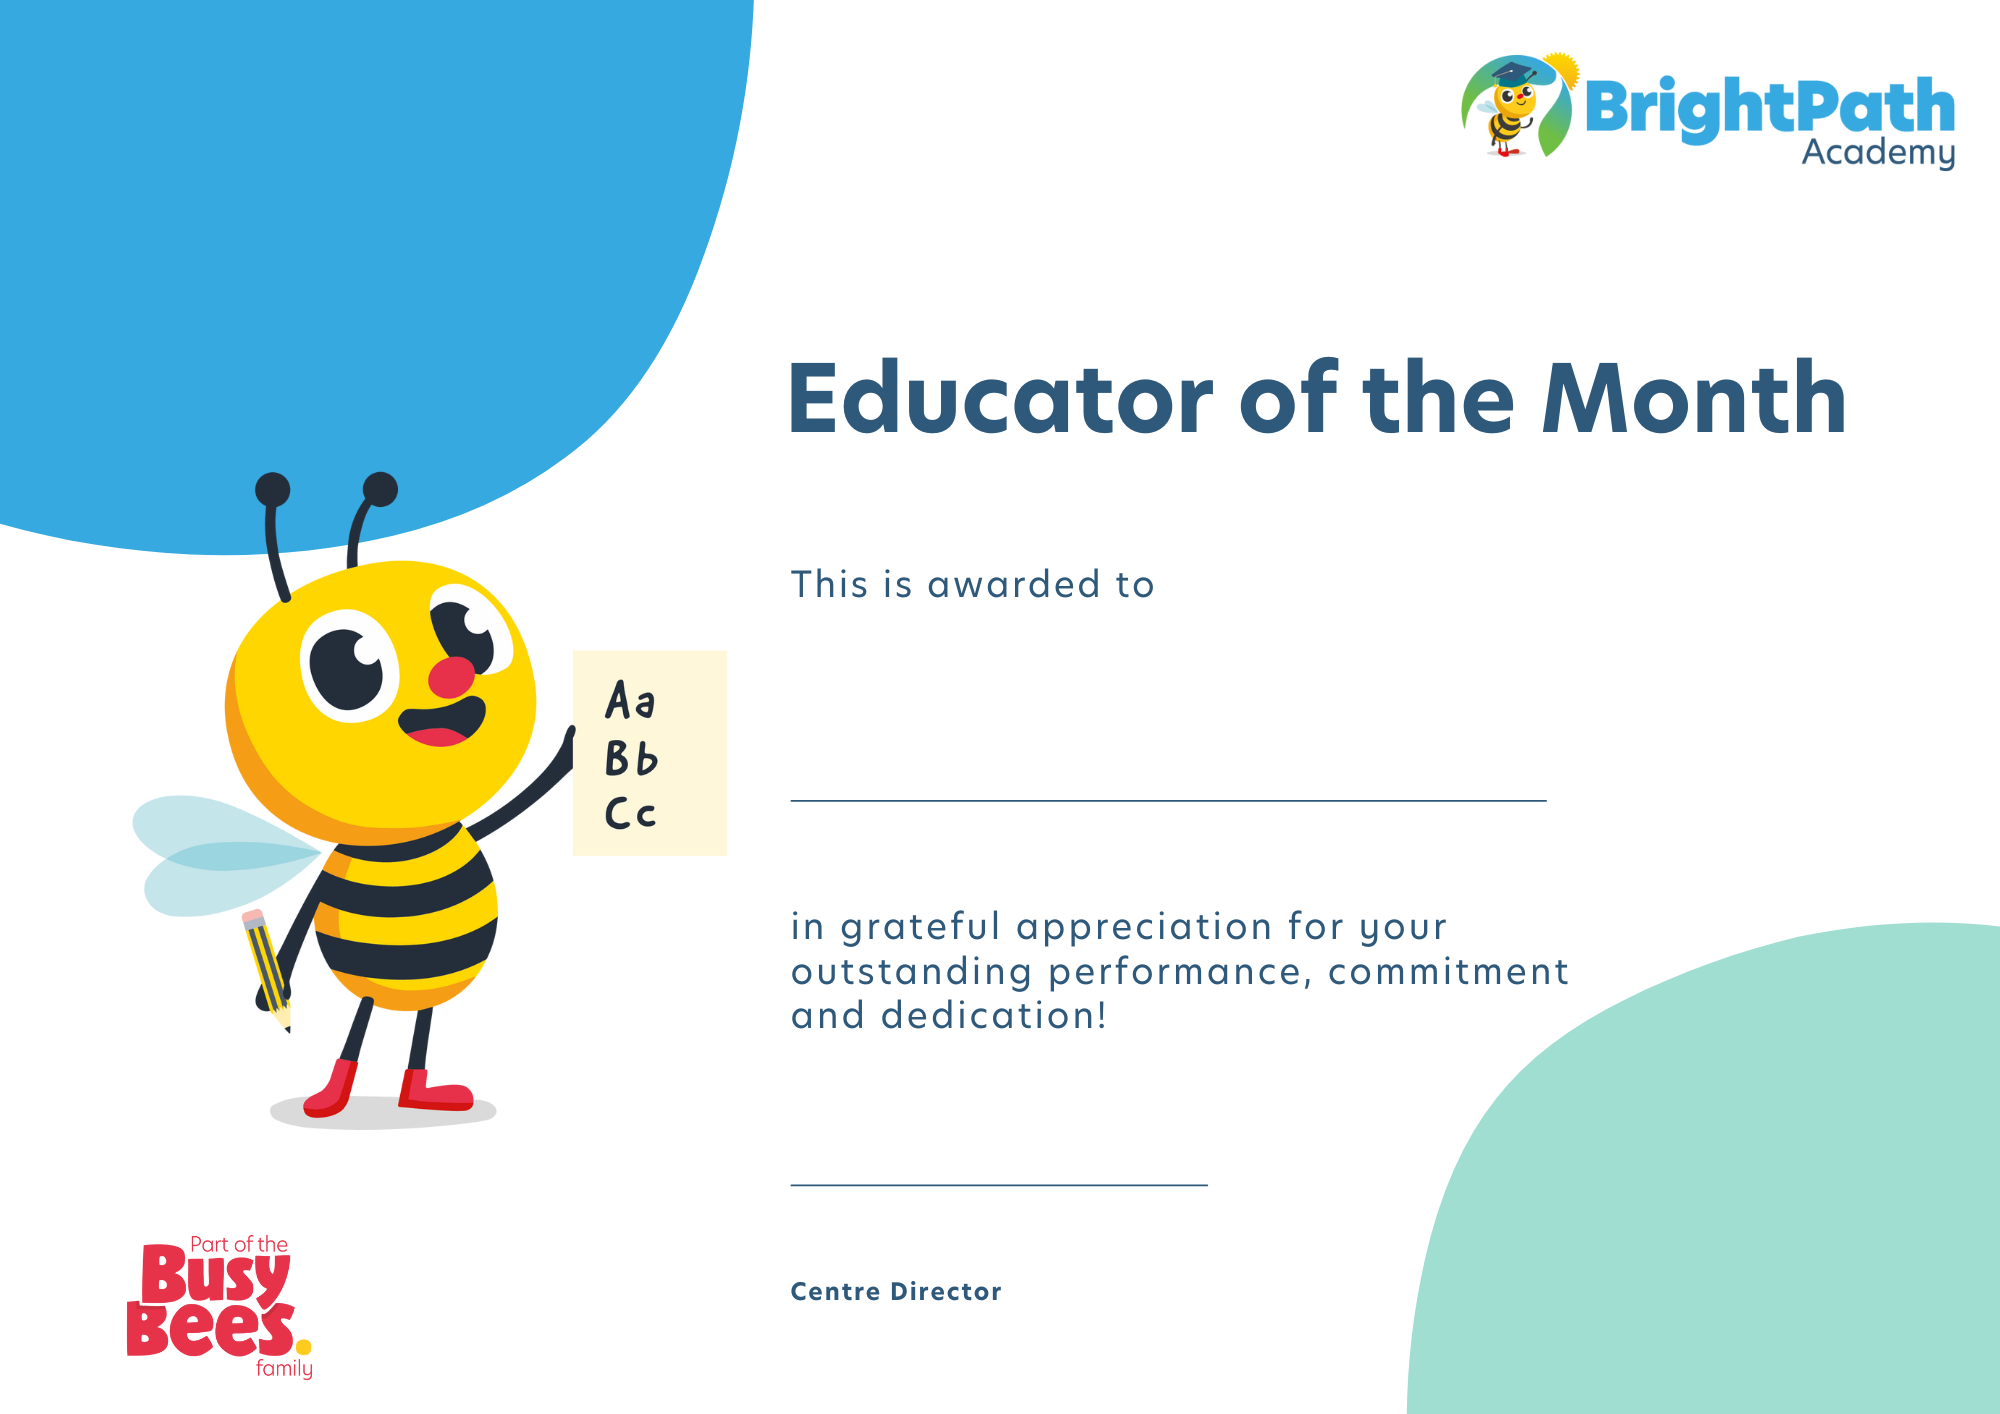 BrightPath
Academy
Educator of the Month
This is awarded to
Aa
Bb
Cc
in grateful appreciation for your
outstanding performance, commitment
and dedication!
Centre Director
Part of the
Busy
Bees.
family